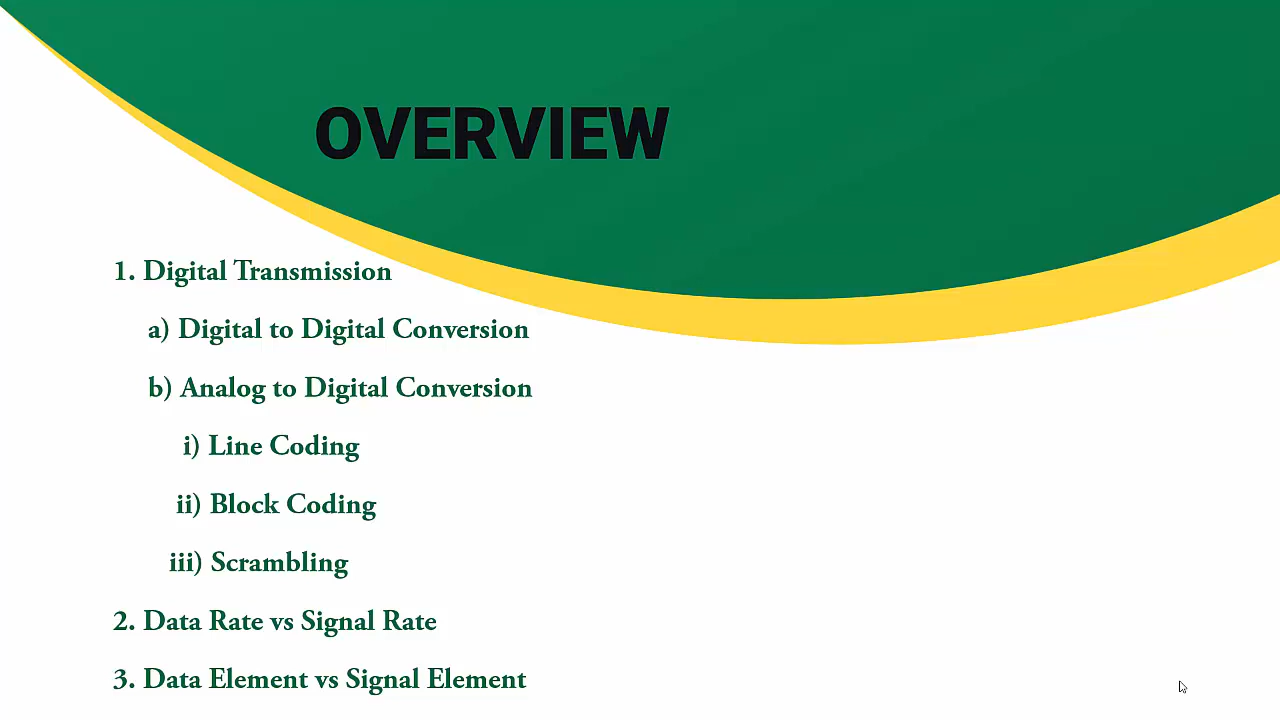 OVERVIEW
1. Digital Transmission
a) Digital to Digital Conversion
b) Analog to Digital Conversion
i) Line Coding
ii) Block Coding
iii) Scrambling
2. Data Rate vs Signal Rate
3. Data Element vs Signal Element